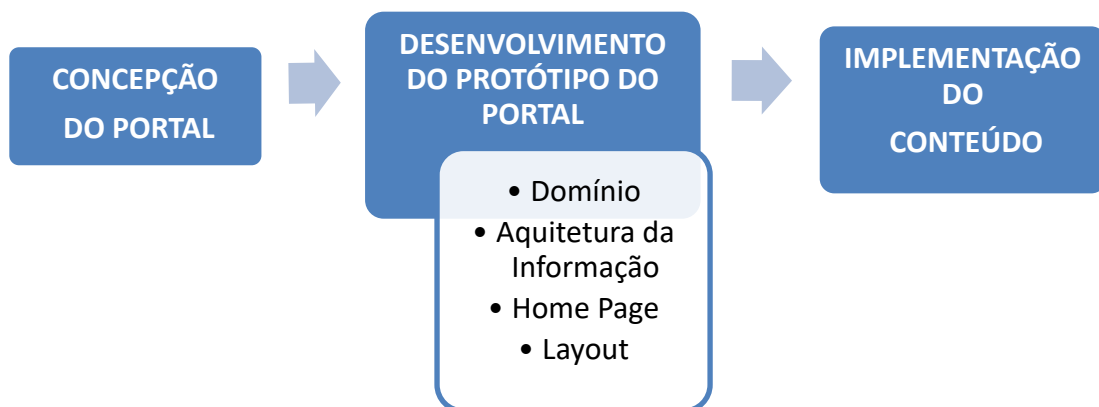 CONCEPÇÃO
DO PORTAL
DESENVOLVIMENTO
DO PROTÓTIPO DO
PORTAL
• Domínio
• Aquitetura da
Informação
• Home Page
• Layout
IMPLEMENTAÇÃO
DO
CONTEÚDO